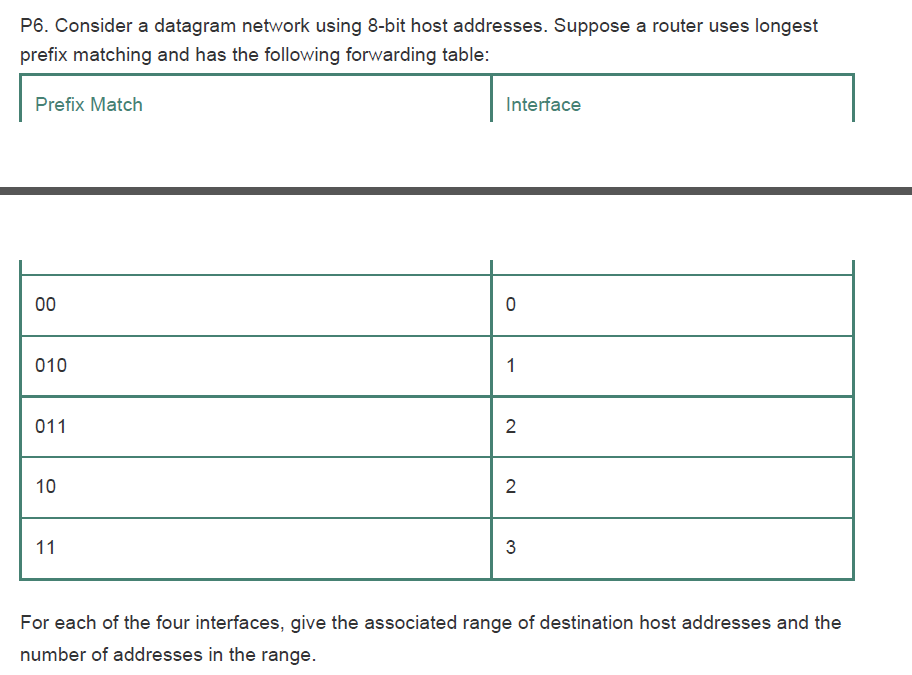 P6. Consider a datagram network using 8-bit host addresses. Suppose a router uses longest
prefix matching and has the following forwarding table:
Prefix Match Interface
00 0
010 1
011 2
10 2
11 3
For each of the four interfaces, give the associated range of destination host addresses and the
number of addresses in the range.